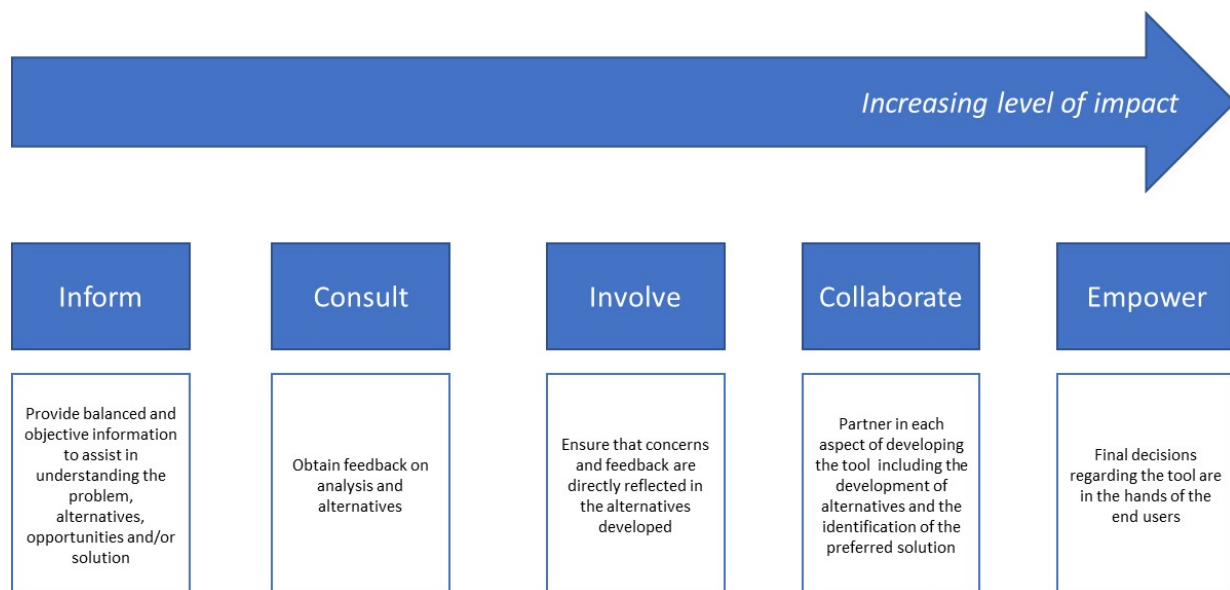 Increasing level of impact
Inform
Consult
Involve
Collaborate
Empower
Provide balanced and
objective information
to assist in
understanding the
problem,
alternatives,
opportunities and/or
solution
Obtain feedback on
analysis and
alternatives
Ensure that concerns
and feedback are
directly reflected in
the alternatives
developed
Partner in each
aspect of developing
the tool including the
development of
alternatives and the
identification of the
preferred solution
Final decisions
regarding the tool are
in the hands of the
end users